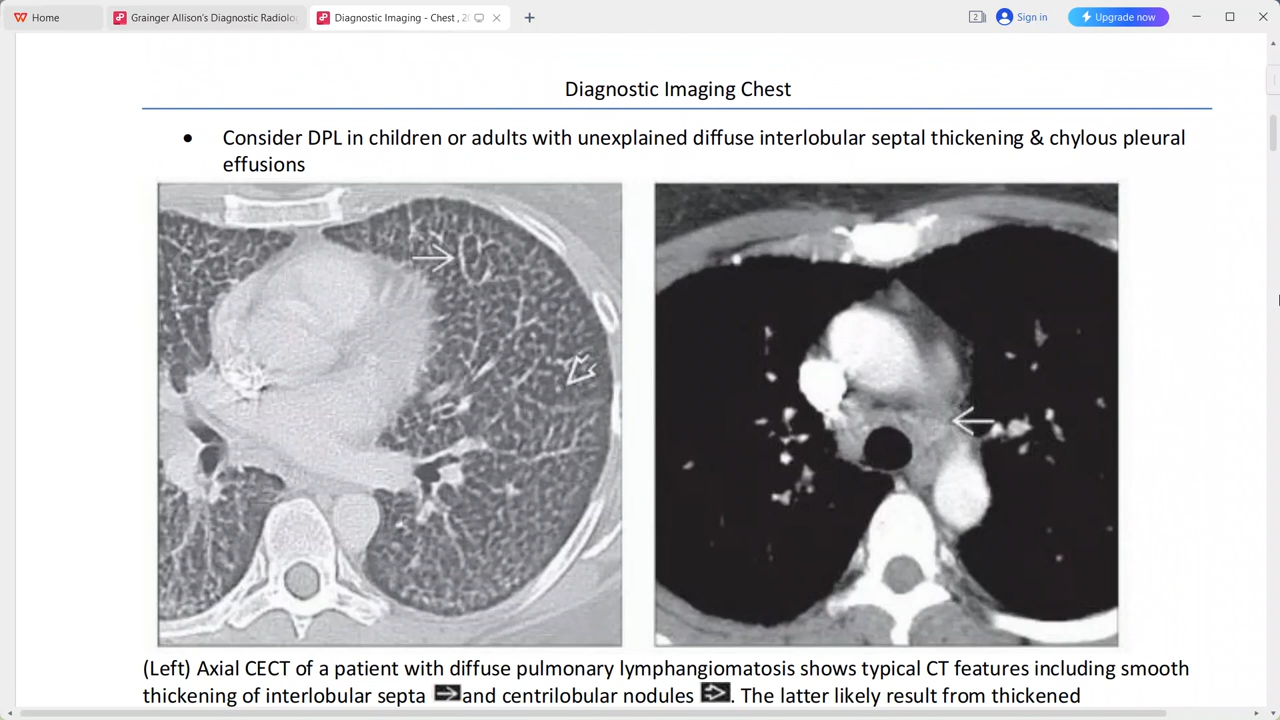 Home
Grainger Allison's Diagnostic Radiolo
Diagnostic Imaging - Chest , 2
2
Sign in
Upgrade now
Diagnostic Imaging Chest
• Consider DPL in children or adults with unexplained diffuse interlobular septal thickening & chylous pleural
effusions
(Left) Axial CECT of a patient with diffuse pulmonary lymphangiomatosis shows typical CT features including smooth
thickening of interlobular septa and centrilobular nodules . The latter likely result from thickened